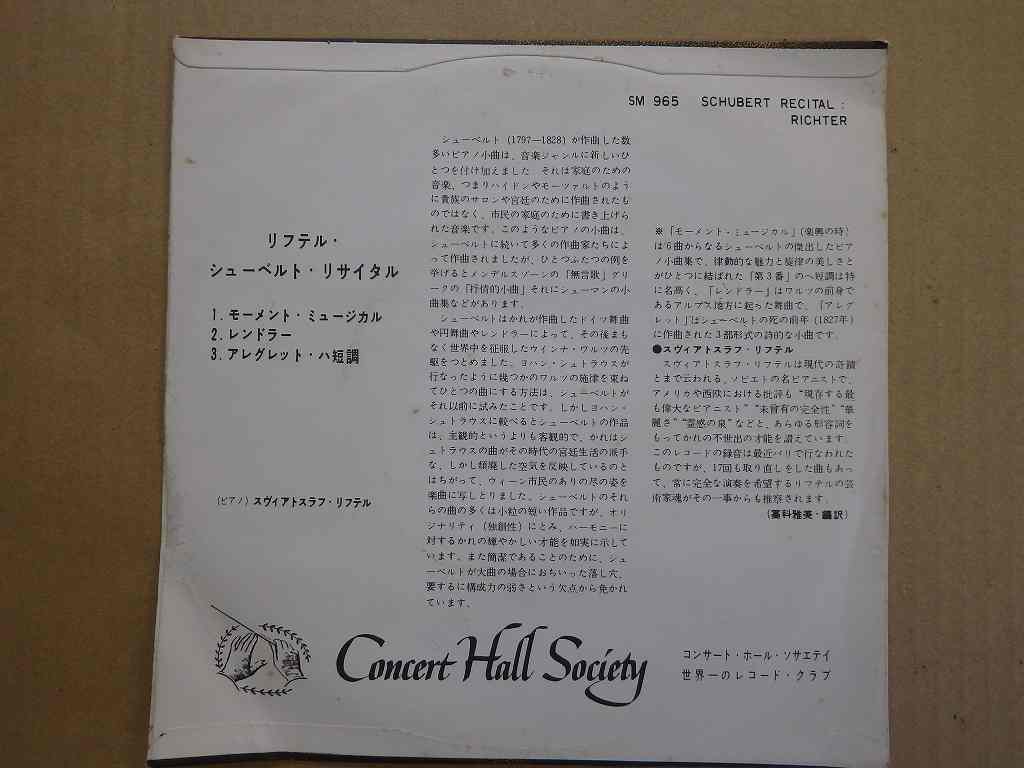 SM 965 SCHUBERT RECITAL :
RICHTER
リフテル・
シューベルト・リサイタル
1. モーメント・ミュージカル
2. レンドラー
3. アレグレット・ハ短調
(ピアノ) スヴィアトスラフ・リフテル
シューベルト (1797—1828) が作曲した数
多いピアノ小曲は、音楽ジャンルに新しいひ
とつを付け加えました。それは家庭のための
音楽、つまりハイドンやモーツァルトのよう
に貴族のサロンや宮廷のために作曲されたも
のではなく、市民の家庭のために書き上げら
れた音楽です。このようなピアノの小曲は、
シューベルトに続いて多くの作曲家たちによ
って作曲されましたが、ひとつふたつの例を
挙げるとメンデルスゾーンの「無言歌」グリ
ークの「抒情的小曲」それにシューマンの小
曲集などがあります。
シューベルトはかれが作曲したドイツ舞曲
や円舞曲やレンドラーによって、その後まも
なく世界中を征服したウインナ・ワルツの先
駆をつとめました。ヨハン・シュトラウスが
行なったように幾つかのワルツの施律を束ね
てひとつの曲にする方法は、シューベルトが
それ以前に試みたことです。しかしヨハン・
シュトラウスに較べるとシューベルトの作品
は、主観的というよりも客観的で、かれはシ
ュトラウスの曲がその時代の宮廷生活の派手
な、しかし頽廃した空気を反映しているのと
はちがって、ウィーン市民のありの尽の姿を
楽曲に写しとりました。シューベルトのそれ
らの曲の多くは小粒の短い作品ですが、オリ
ジナリティ (独創性) にとみ、ハーモニーに
対するかれの穏やかしい才能を如実に示して
います。また簡潔であることのために、シュ
ーベルトが大曲の場合におちいった落し穴、
要するに構成力の弱さという欠点から免かれ
ています。
※「モーメント・ミュージカル」(楽興の時)
は6曲からなるシューベルトの傑出したピア
ノ小曲集で、律動的な魅力と旋律の美しさと
がひとつに結ばれた「第3番」のヘ短調は特
に名高く、「レンドラー」はワルツの前身で
あるアルプス地方に起った舞曲で、「アレグ
レット」はシューベルトの死の前年 (1827年)
に作曲された3部形式の詩的な小曲です。
●スヴィアトスラフ・リフテル
スヴィアトスラフ・リフテルは現代の奇蹟
とまで云われる、ソビエトの名ピアニストで、
アメリカや西欧における批評も“現存する最
も偉大なピアニスト”“未曾有の完全性”“華
麗さ”“霊感の泉”などと、あらゆる形容詞を
もってかれの不世出の才能を讃えています。
このレコードの録音は最近パリで行なわれた
ものですが、17回も取り直しをした曲もあっ
て、常に完全な演奏を希望するリフテルの芸
術家魂がその一事からも推察されます。
(高科雅美・編訳)
Concert Hall Society
コンサート・ホール・ソサエテイ
世界一のレコード・クラブ